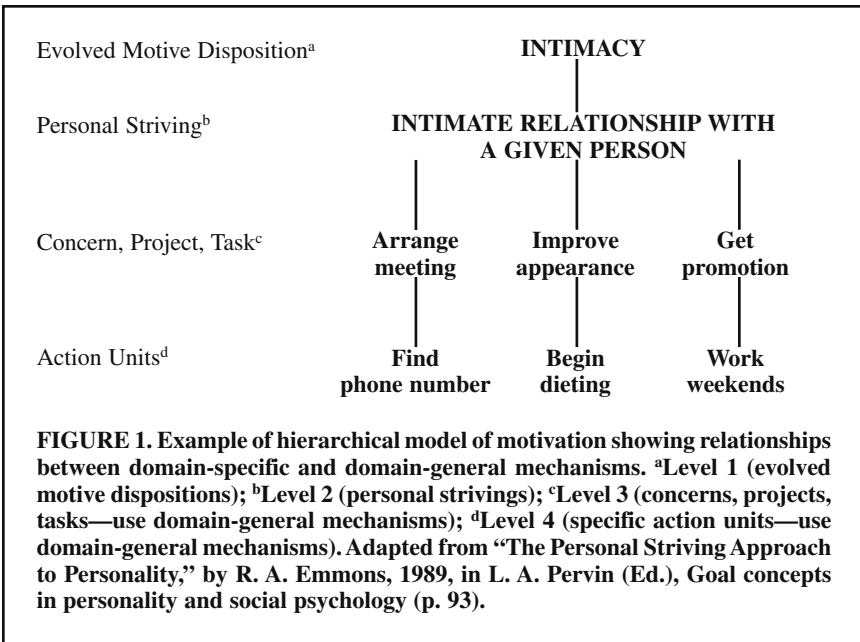 Evolved Motive Dispositionᵃ INTIMACY
Personal Strivingᵇ INTIMATE RELATIONSHIP WITH
A GIVEN PERSON
Concern, Project, Taskᶜ Arrange Improve Get
meeting appearance promotion
Action Unitsᵈ Find Begin Work
phone number dieting weekends
FIGURE 1. Example of hierarchical model of motivation showing relationships
between domain-specific and domain-general mechanisms. ᵃLevel 1 (evolved
motive dispositions); ᵇLevel 2 (personal strivings); ᶜLevel 3 (concerns, projects,
tasks—use domain-general mechanisms); ᵈLevel 4 (specific action units—use
domain-general mechanisms). Adapted from “The Personal Striving Approach
to Personality,” by R. A. Emmons, 1989, in L. A. Pervin (Ed.), Goal concepts
in personality and social psychology (p. 93).